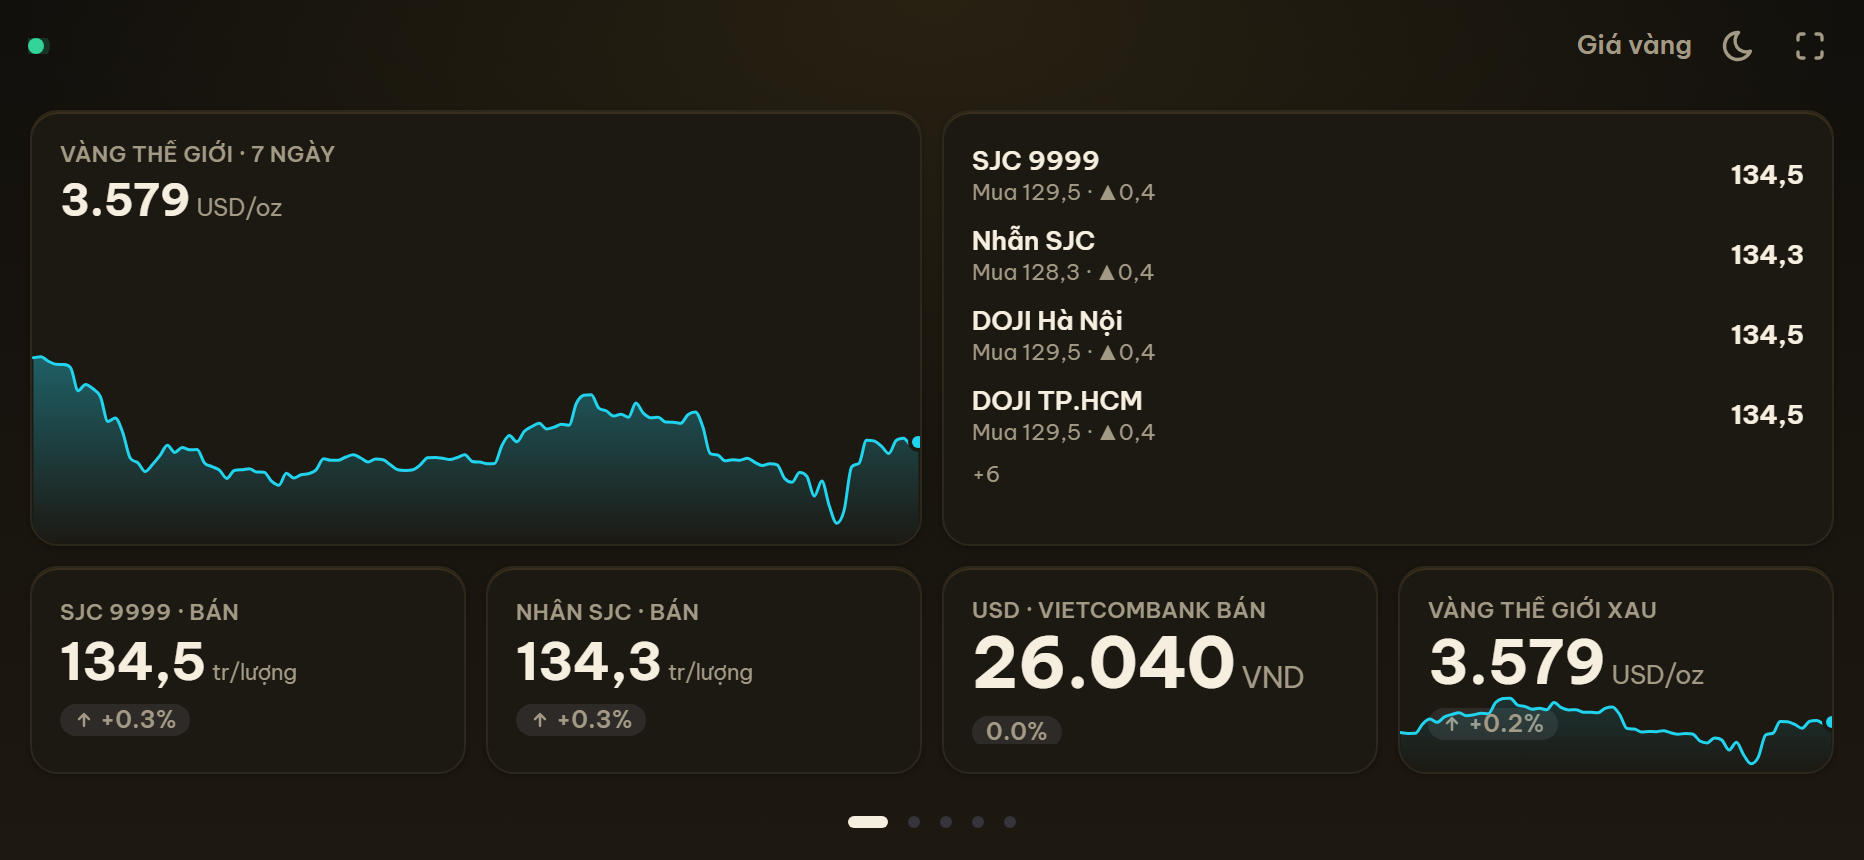 Giá vàng
VÀNG THẾ GIỚI · 7 NGÀY
3.579 USD/oz
SJC 9999
134,5
Mua 129,5 · ▲0,4
Nhẫn SJC
134,3
Mua 128,3 · ▲0,4
DOJI Hà Nội
134,5
Mua 129,5 · ▲0,4
DOJI TP.HCM
134,5
Mua 129,5 · ▲0,4
+6
SJC 9999 · BÁN
134,5 tr/lượng
↑ +0.3%
NHẪN SJC · BÁN
134,3 tr/lượng
↑ +0.3%
USD · VIETCOMBANK BÁN
26.040 VND
0.0%
VÀNG THẾ GIỚI XAU
3.579 USD/oz
↑ +0.2%